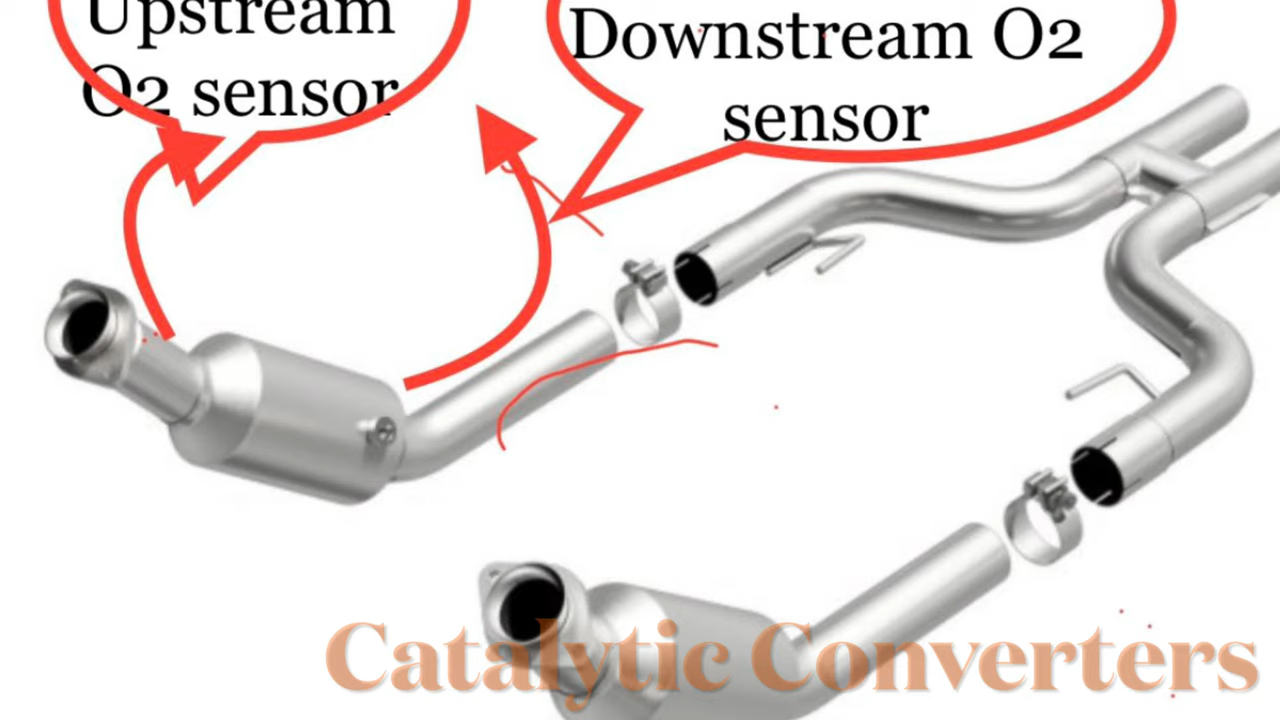 Upstream
O2 sensor
Downstream O2
sensor
Catalytic Converters